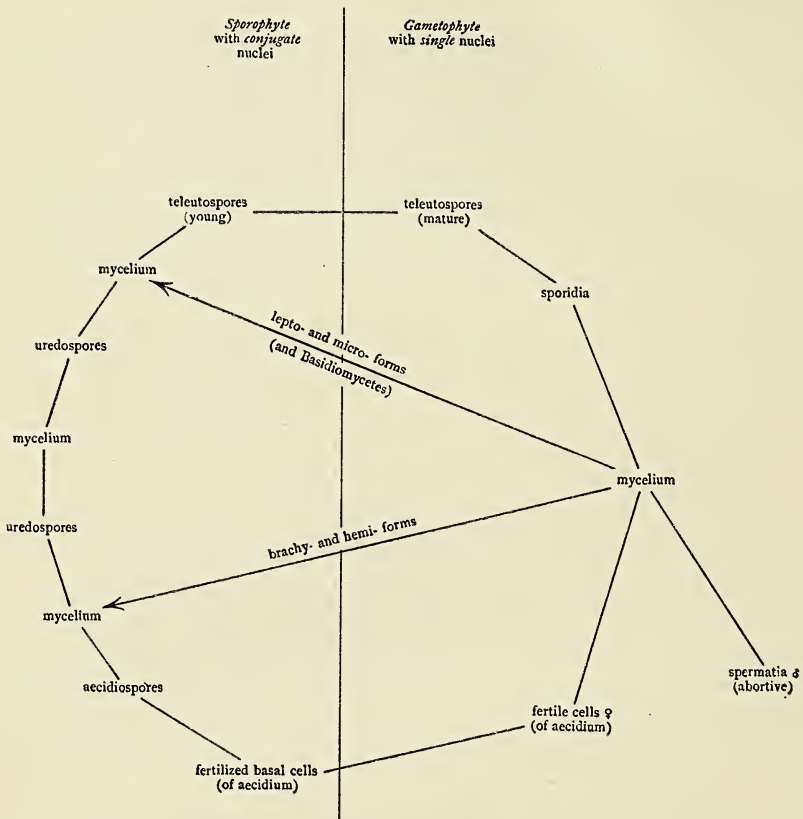 Sporophyte
with conjugate
nuclei
Gametophyte
with single nuclei
teleutospores
(young)
teleutospores
(mature)
mycelium
sporidia
lepto- and micro- forms
(and Basidiomycetes)
uredospores
mycelium
mycelium
uredospores
brachy- and hemi- forms
mycelium
aecidiospores
spermatia ♂
(abortive)
fertile cells ♀
(of aecidium)
fertilized basal cells
(of aecidium)